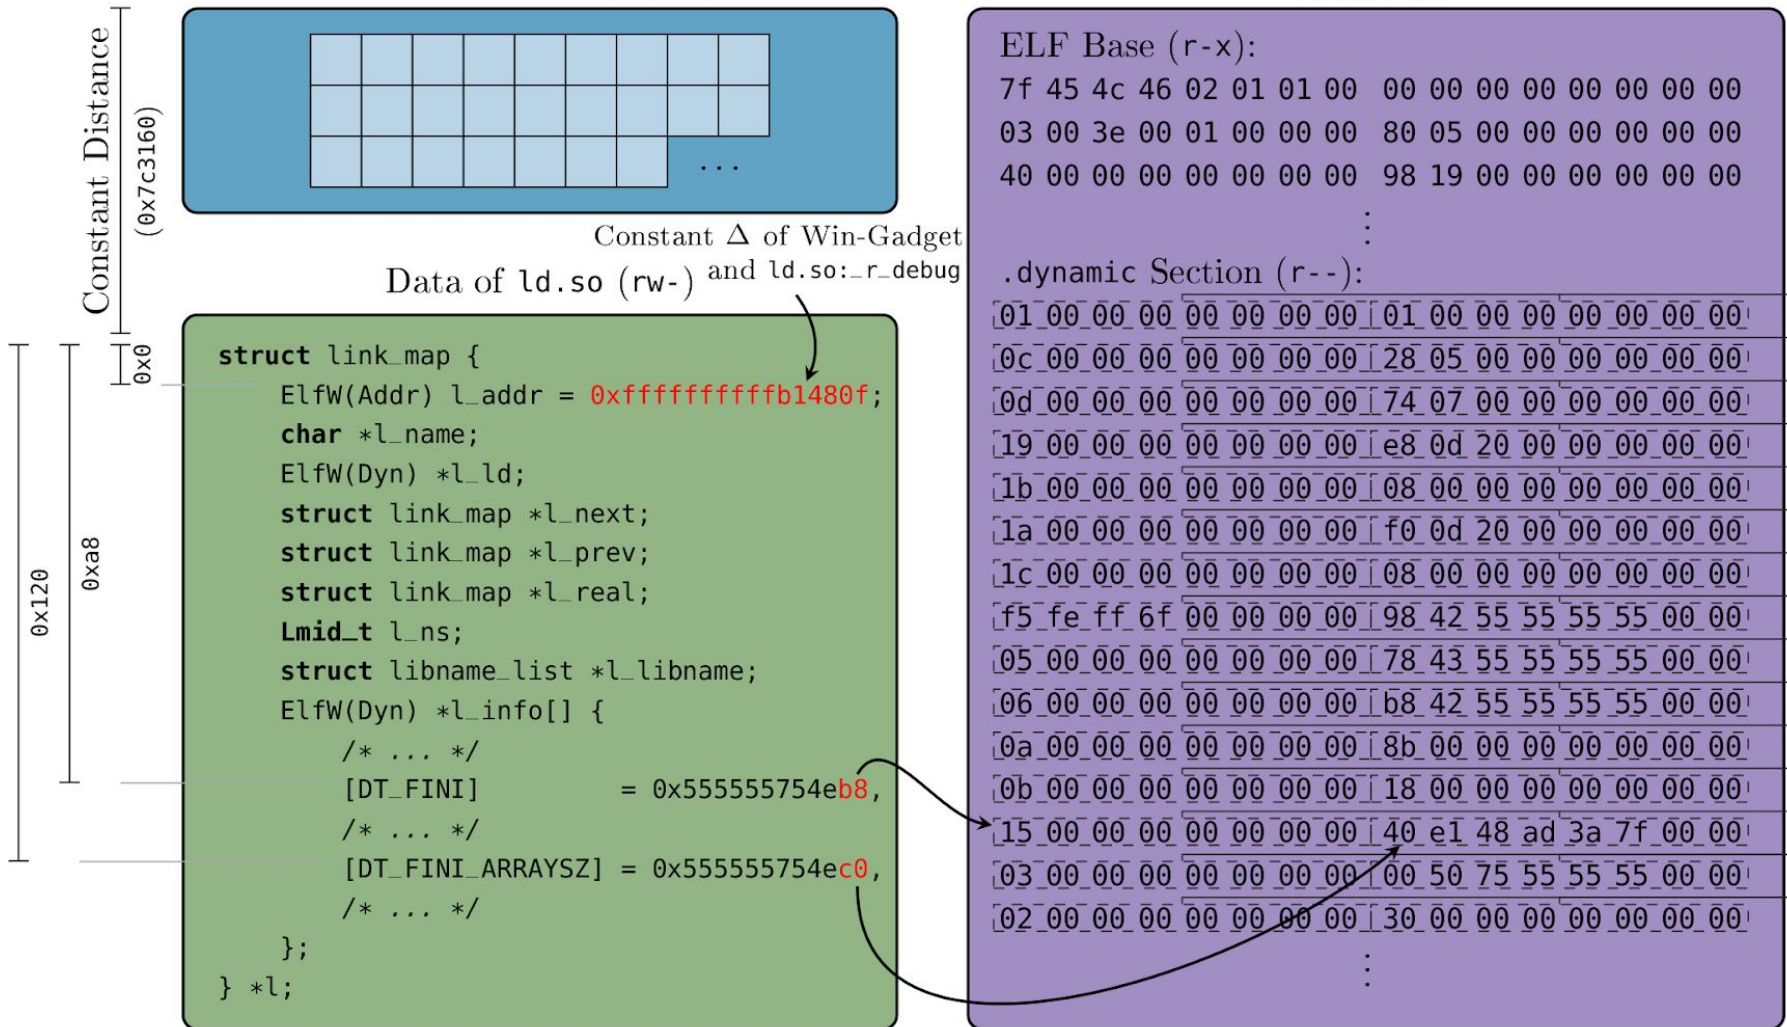 Constant Distance
(0x7c3160)
0x0
0xa8
0x120
...
Constant Δ of Win-Gadget
and ld.so:_r_debug
Data of ld.so (rw-)
struct link_map {
ElfW(Addr) l_addr = 0xffffffffffb1480f;
char *l_name;
ElfW(Dyn) *l_ld;
struct link_map *l_next;
struct link_map *l_prev;
struct link_map *l_real;
Lmid_t l_ns;
struct libname_list *l_libname;
ElfW(Dyn) *l_info[] {
/* ... */
[DT_FINI] = 0x555555754eb8,
/* ... */
[DT_FINI_ARRAYSZ] = 0x555555754ec0,
/* ... */
};
} *l;
ELF Base (r-x):
7f 45 4c 46 02 01 01 00 00 00 00 00 00 00 00 00
03 00 3e 00 01 00 00 00 80 05 00 00 00 00 00 00
40 00 00 00 00 00 00 00 98 19 00 00 00 00 00 00
⋮
.dynamic Section (r--):
01 00 00 00 00 00 00 00 01 00 00 00 00 00 00 00
0c 00 00 00 00 00 00 00 28 05 00 00 00 00 00 00
0d 00 00 00 00 00 00 00 74 07 00 00 00 00 00 00
19 00 00 00 00 00 00 00 e8 0d 20 00 00 00 00 00
1b 00 00 00 00 00 00 00 08 00 00 00 00 00 00 00
1a 00 00 00 00 00 00 00 f0 0d 20 00 00 00 00 00
1c 00 00 00 00 00 00 00 08 00 00 00 00 00 00 00
f5 fe ff 6f 00 00 00 00 98 42 55 55 55 55 00 00
05 00 00 00 00 00 00 00 78 43 55 55 55 55 00 00
06 00 00 00 00 00 00 00 b8 42 55 55 55 55 00 00
0a 00 00 00 00 00 00 00 8b 00 00 00 00 00 00 00
0b 00 00 00 00 00 00 00 18 00 00 00 00 00 00 00
15 00 00 00 00 00 00 00 40 e1 48 ad 3a 7f 00 00
03 00 00 00 00 00 00 00 00 50 75 55 55 55 00 00
02 00 00 00 00 00 00 00 30 00 00 00 00 00 00 00
⋮